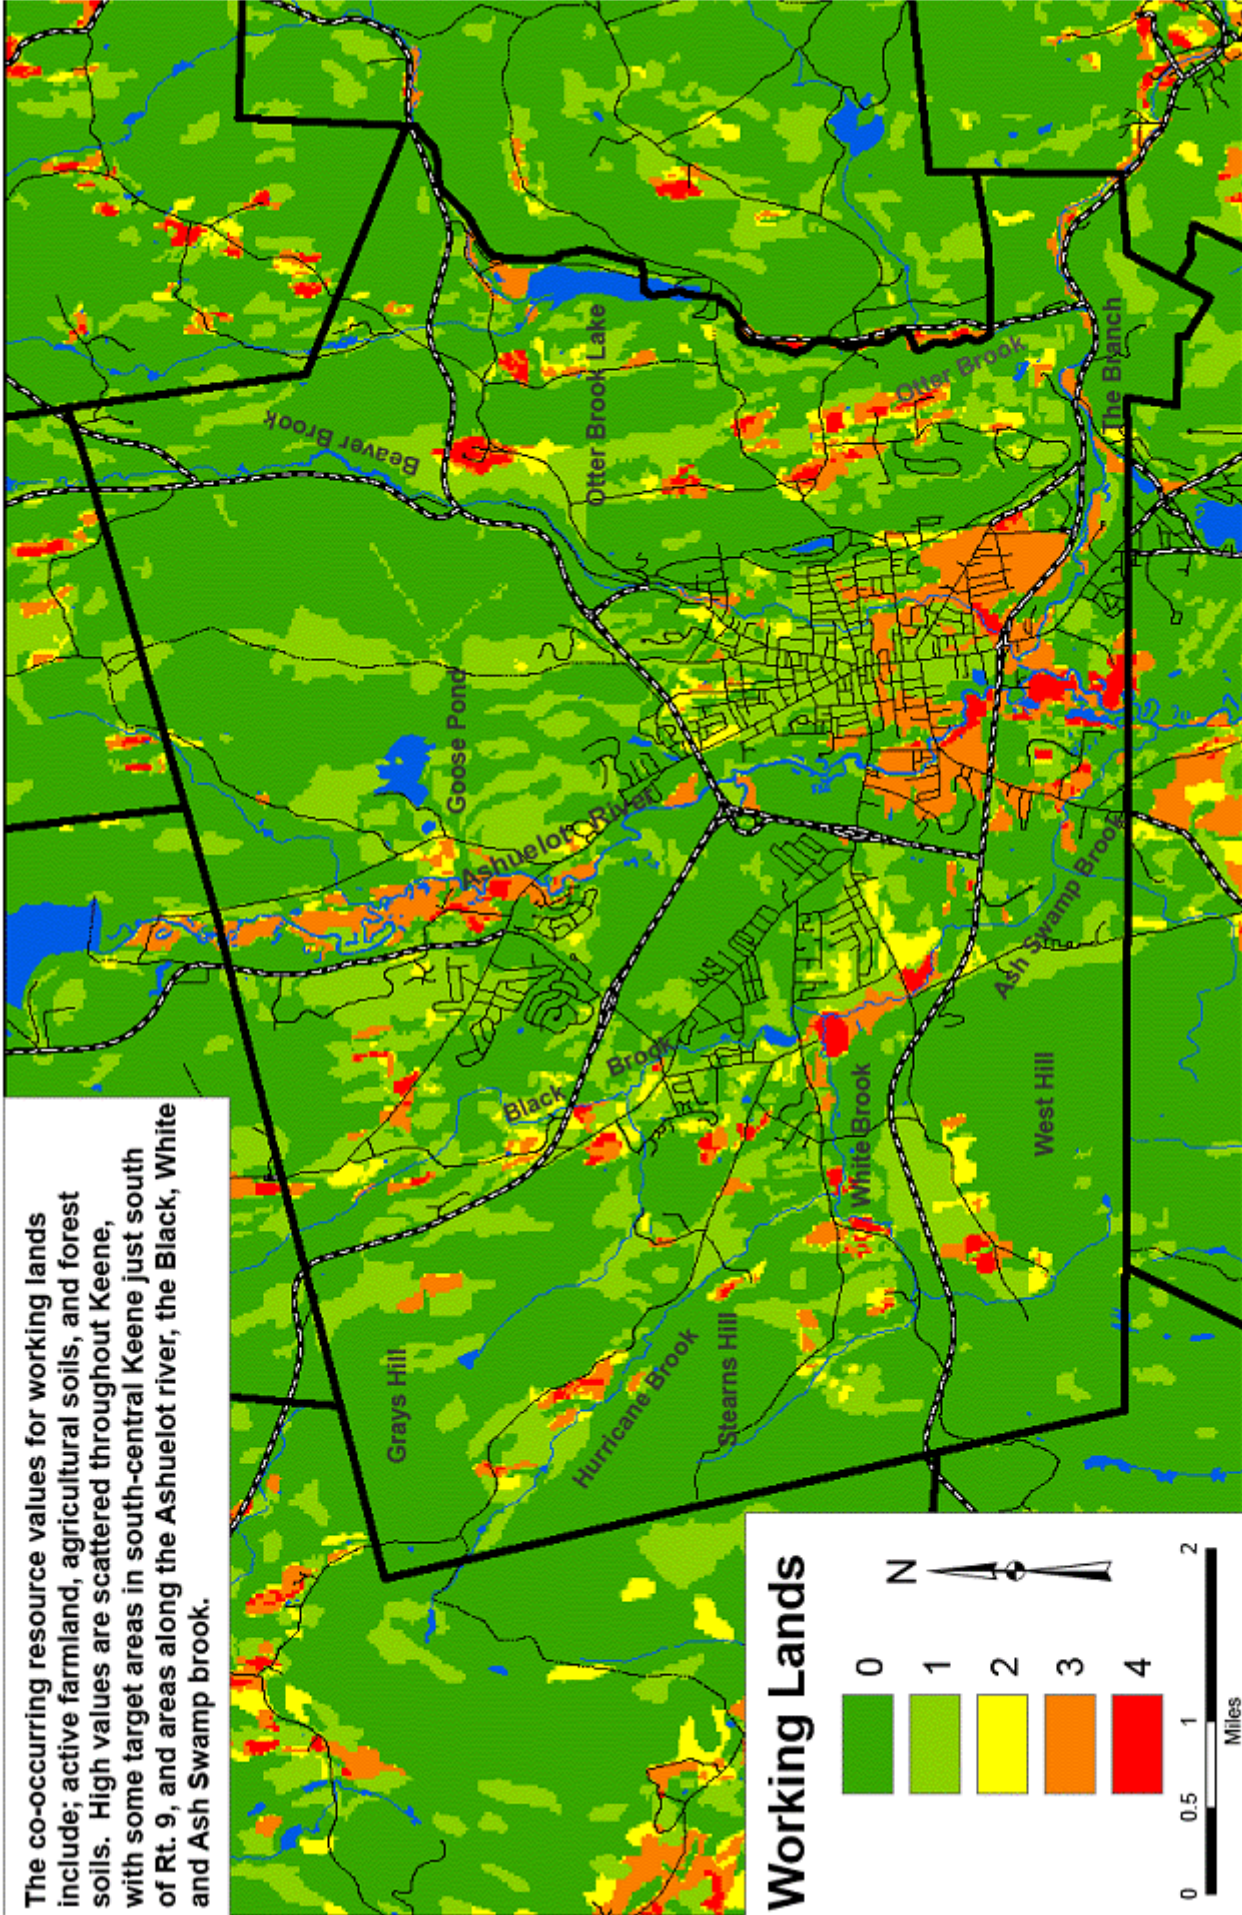 The co-occurring resource values for working lands
include; active farmland, agricultural soils, and forest
soils. High values are scattered throughout Keene,
with some target areas in south-central Keene just south
of Rt. 9, and areas along the Ashuelot river, the Black, White
and Ash Swamp brook.
Beaver Brook
Goose Pond
Otter Brook Lake
Ashuelot River
Grays Hill
Black
Brook
Hurricane Brook
Stearns Hill
White Brook
Otter Brook
Ash Swamp Brook
West Hill
The Branch
Working Lands
0
1
2
3
4
N
0 0.5 1 2
Miles